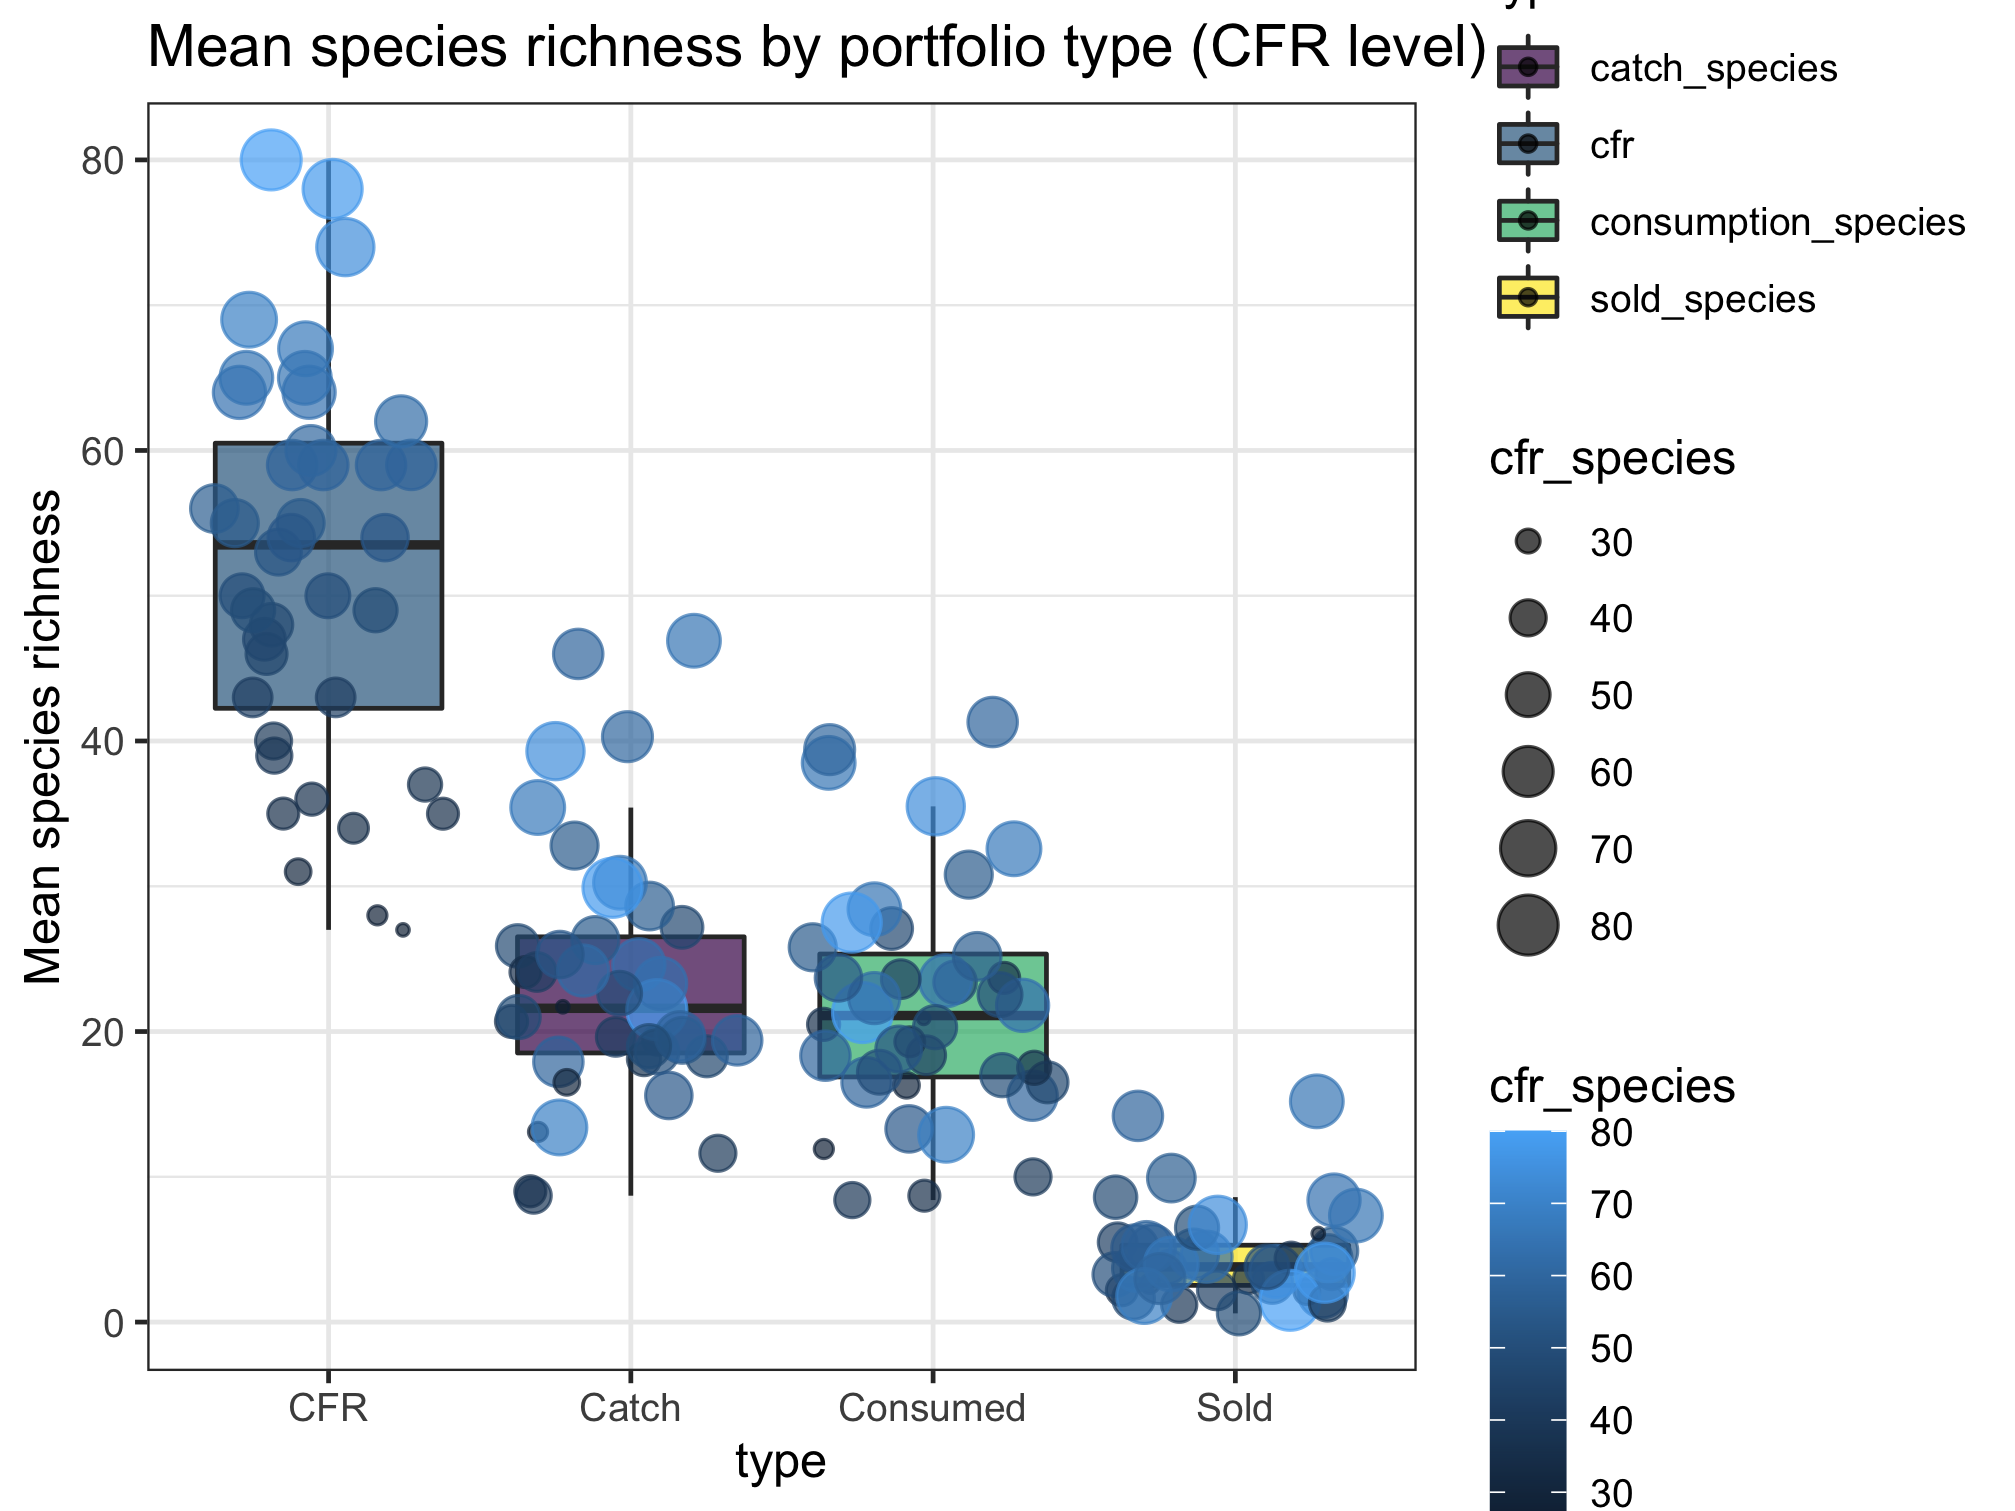 Mean species richness by portfolio type (CFR level)
Mean species richness
80
60
40
20
0
CFR
Catch
Consumed
Sold
type
catch_species
cfr
consumption_species
sold_species
cfr_species
30
40
50
60
70
80
cfr_species
80
70
60
50
40
30